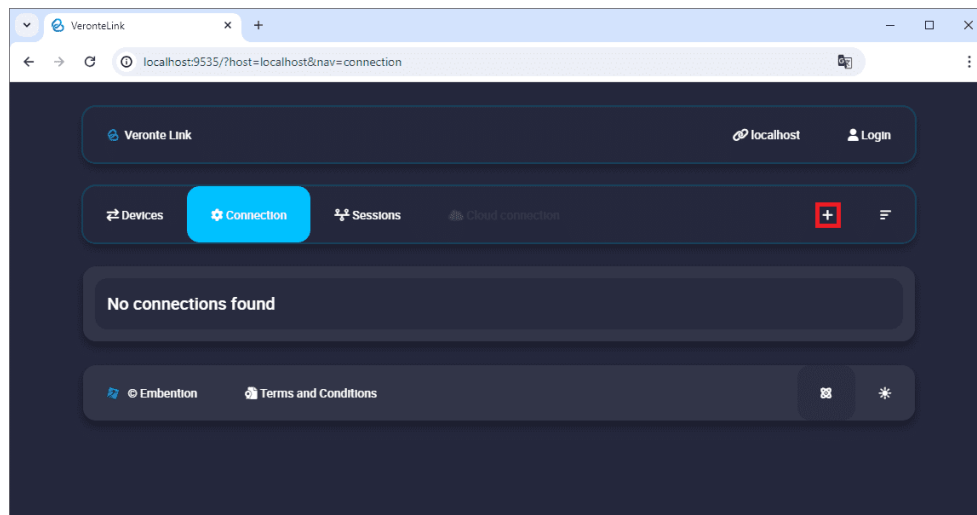 VeronteLink
localhost:9535/?host=localhost&nav=connection
Veronte Link
localhost
Login
Devices
Connection
Sessions
Cloud connection
No connections found
© Embention
Terms and Conditions